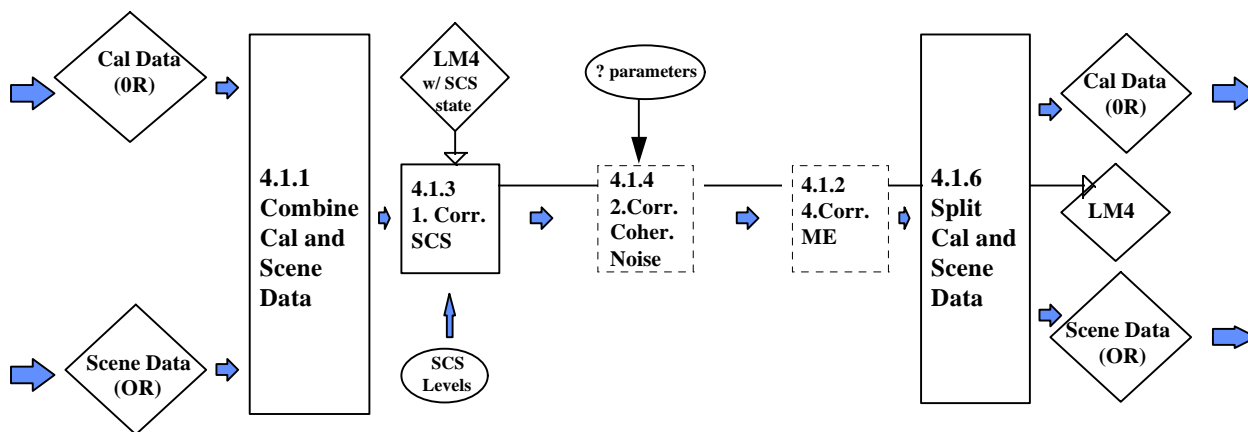 Cal Data
(0R)
Scene Data
(OR)
4.1.1
Combine
Cal and
Scene
Data
LM4
w/ SCS
state
4.1.3
1. Corr.
SCS
SCS
Levels
? parameters
4.1.4
2.Corr.
Coher.
Noise
4.1.2
4.Corr.
ME
4.1.6
Split
Cal and
Scene
Data
Cal Data
(0R)
LM4
Scene Data
(OR)